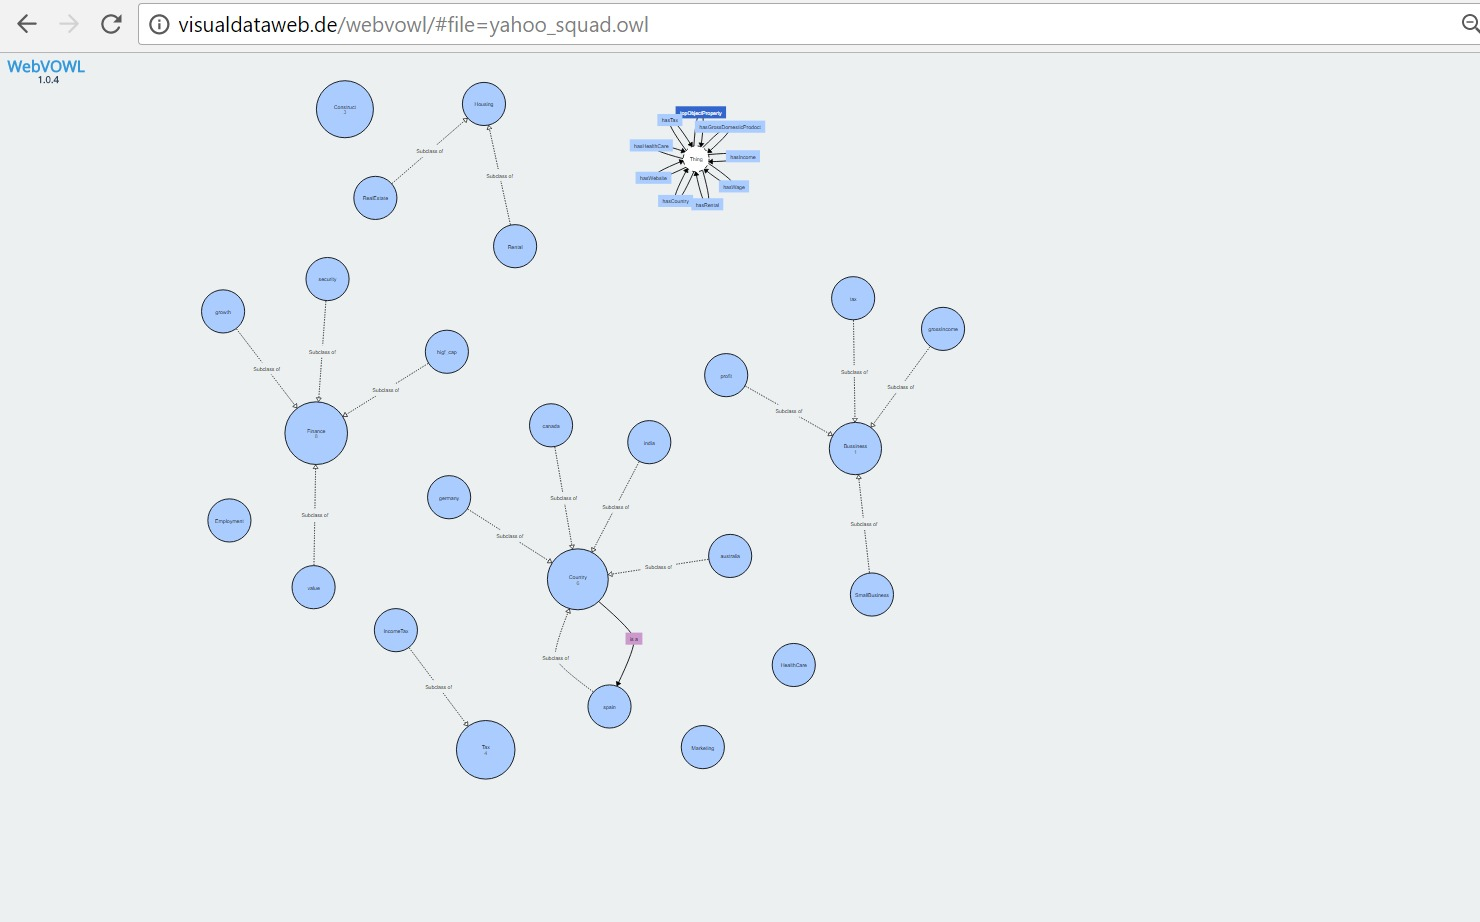 visualdataweb.de/webvowl/#file=yahoo_squad.owl
WebVOWL
1.0.4
Construct
Housing
Subclass of
Subclass of
RealEstate
Rental
topObjectProperty
hasTax
hasGrossDomesticProduct
hasHealthCare
Thing
hasIncome
hasWebsite
hasWage
hasCountry
hasRental
security
growth
Subclass of
Subclass of
Subclass of
Finance
Subclass of
value
Employment
tax
grossIncome
profit
Subclass of
Subclass of
Subclass of
Bussiness
Subclass of
SmallBusiness
canada
india
germany
Subclass of
Subclass of
Subclass of
australia
Subclass of
Country
is a
Subclass of
spain
IncomeTax
Subclass of
Tax
HealthCare
Marketing